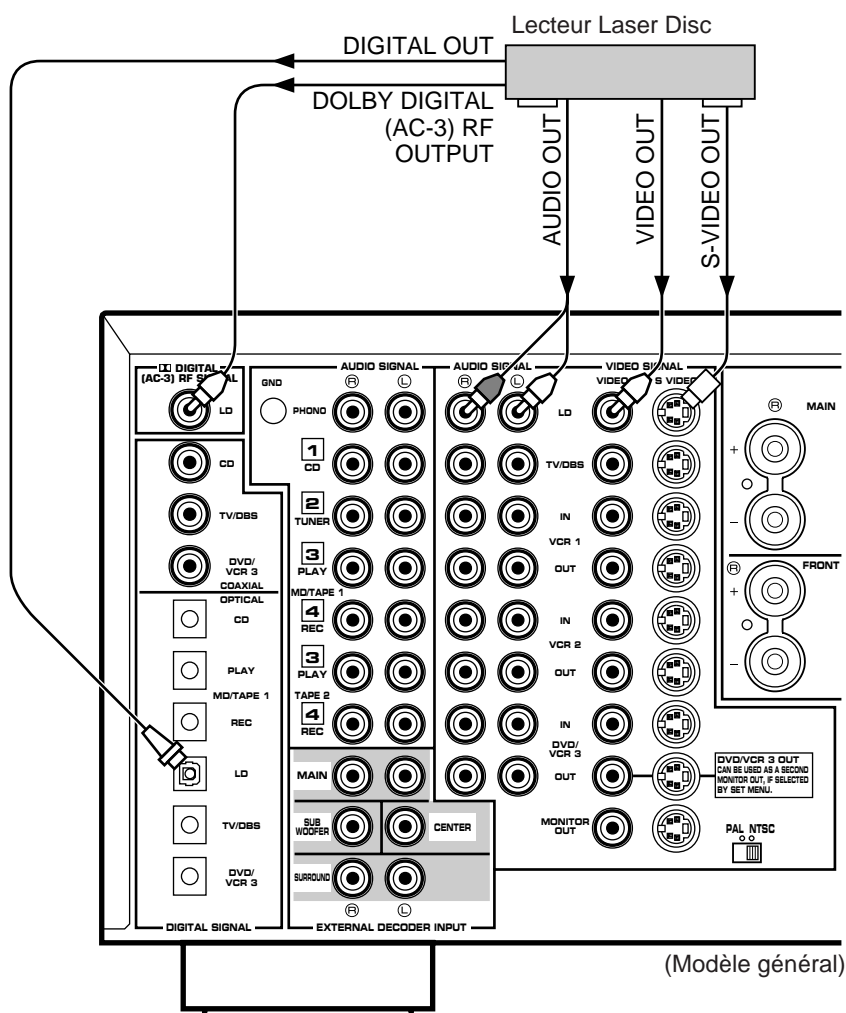 Lecteur Laser Disc
DIGITAL OUT
DOLBY DIGITAL
(AC-3) RF
OUTPUT
AUDIO OUT
VIDEO OUT
S-VIDEO OUT
DIGITAL
(AC-3) RF SIGNAL
LD
CD
TV/DBS
DVD/
VCR 3
COAXIAL
OPTICAL
CD
PLAY
MD/TAPE 1
REC
LD
TV/DBS
DVD/
VCR 3
DIGITAL SIGNAL
AUDIO SIGNAL
R L
GND
PHONO
1
CD
2
TUNER
3
PLAY
MD/TAPE 1
4
REC
3
PLAY
TAPE 2
4
REC
MAIN
SUB
WOOFER
CENTER
SURROUND
R L
EXTERNAL DECODER INPUT
AUDIO SIGNAL
R L
VIDEO SIGNAL
VIDEO S VIDEO
LD
TV/DBS
IN
VCR 1
OUT
IN
VCR 2
OUT
IN
DVD/
VCR 3
OUT
MONITOR
OUT
DVD/VCR 3 OUT
CAN BE USED AS A SECOND
MONITOR OUT, IF SELECTED
BY SET MENU.
PAL NTSC
R MAIN
+
–
R FRONT
+
–
(Modèle général)